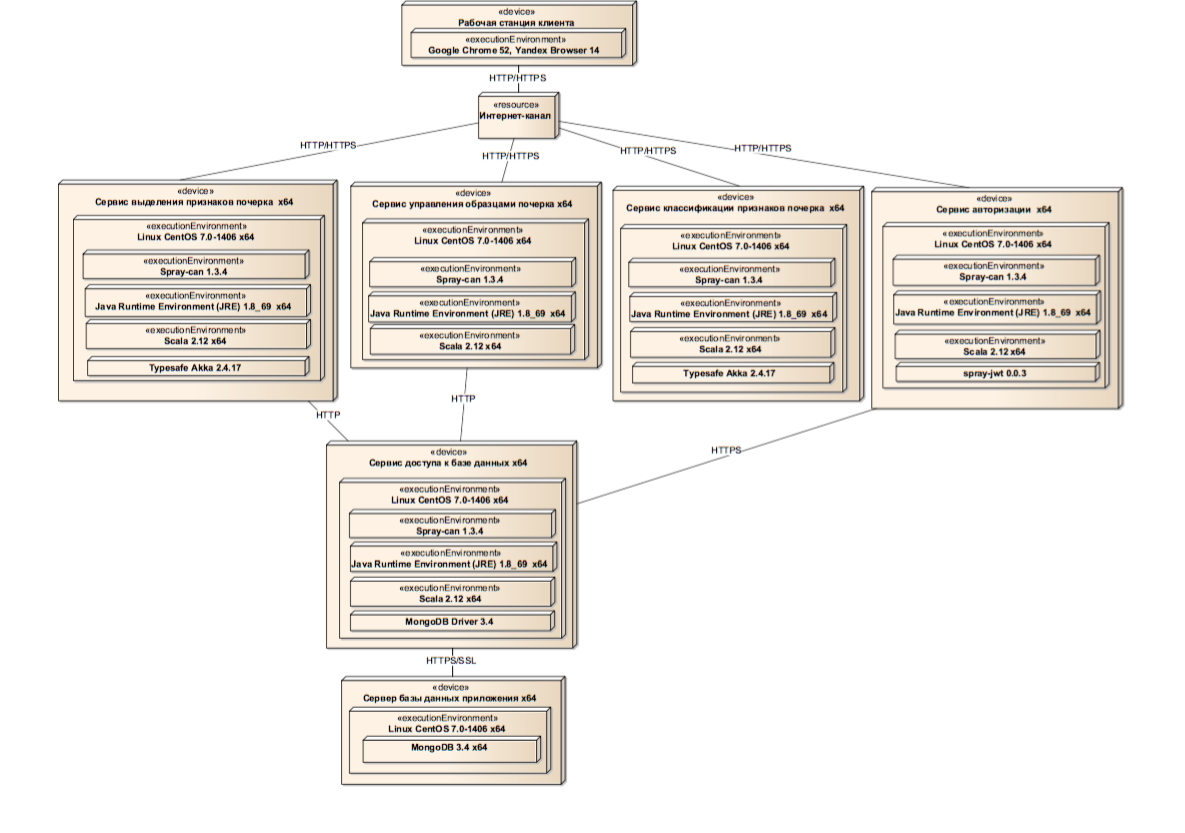 «device»
Рабочая станция клиента
«executionEnvironment»
Google Chrome 52, Yandex Browser 14
HTTP/HTTPS
«resource»
Интернет-канал
HTTP/HTTPS
HTTP/HTTPS
HTTP/HTTPS
HTTP/HTTPS
«device»
Сервис выделения признаков почерка x64
«executionEnvironment»
Linux CentOS 7.0-1406 x64
«executionEnvironment»
Spray-can 1.3.4
«executionEnvironment»
Java Runtime Environment (JRE) 1.8_69 x64
«executionEnvironment»
Scala 2.12 x64
Typesafe Akka 2.4.17
«device»
Сервис управления образцами почерка x64
«executionEnvironment»
Linux CentOS 7.0-1406 x64
«executionEnvironment»
Spray-can 1.3.4
«executionEnvironment»
Java Runtime Environment (JRE) 1.8_69 x64
«executionEnvironment»
Scala 2.12 x64
«device»
Сервис классификации признаков почерка x64
«executionEnvironment»
Linux CentOS 7.0-1406 x64
«executionEnvironment»
Spray-can 1.3.4
«executionEnvironment»
Java Runtime Environment (JRE) 1.8_69 x64
«executionEnvironment»
Scala 2.12 x64
Typesafe Akka 2.4.17
«device»
Сервис авторизации x64
«executionEnvironment»
Linux CentOS 7.0-1406 x64
«executionEnvironment»
Spray-can 1.3.4
«executionEnvironment»
Java Runtime Environment (JRE) 1.8_69 x64
«executionEnvironment»
Scala 2.12 x64
spray-jwt 0.0.3
HTTP
HTTP
HTTPS
«device»
Сервис доступа к базе данных x64
«executionEnvironment»
Linux CentOS 7.0-1406 x64
«executionEnvironment»
Spray-can 1.3.4
«executionEnvironment»
Java Runtime Environment (JRE) 1.8_69 x64
«executionEnvironment»
Scala 2.12 x64
MongoDB Driver 3.4
HTTPS/SSL
«device»
Сервер базы данных приложения x64
«executionEnvironment»
Linux CentOS 7.0-1406 x64
MongoDB 3.4 x64